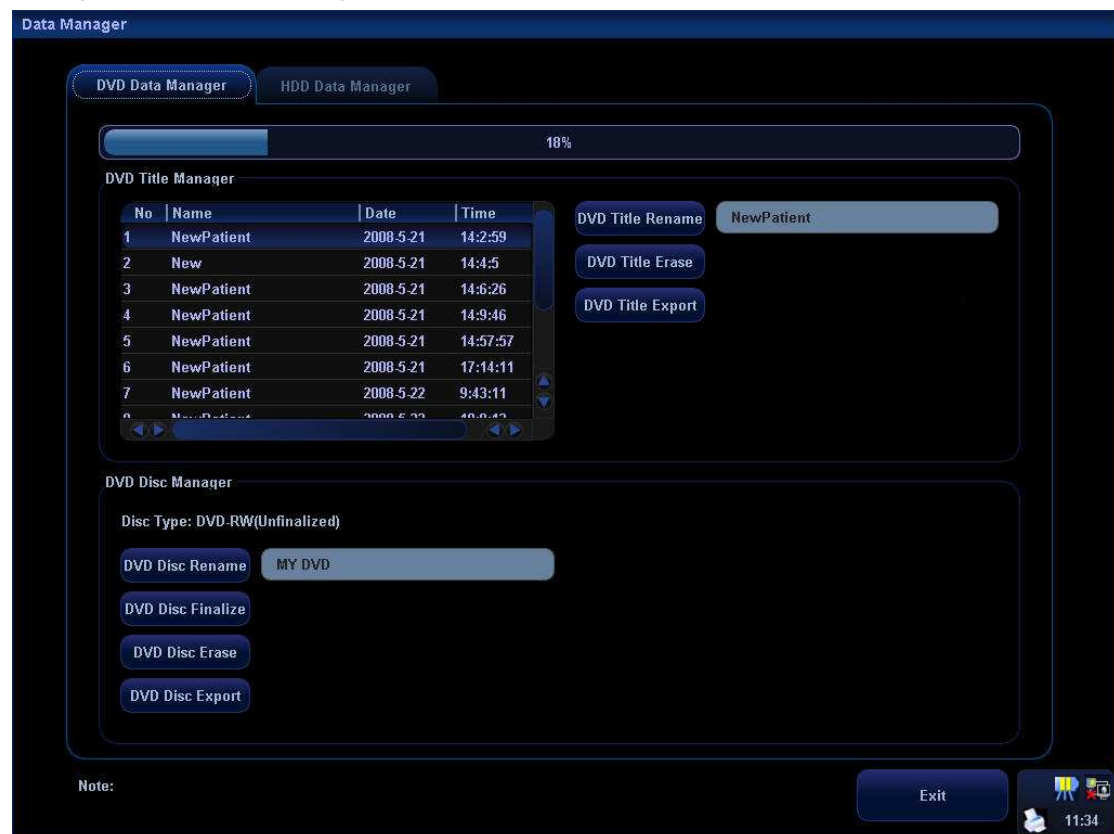 Data Manager
DVD Data Manager HDD Data Manager
18%
DVD Title Manager
No Name Date Time
1 NewPatient 2008-5-21 14:2:59
2 New 2008-5-21 14:4:5
3 NewPatient 2008-5-21 14:6:26
4 NewPatient 2008-5-21 14:9:46
5 NewPatient 2008-5-21 14:57:57
6 NewPatient 2008-5-21 17:14:11
7 NewPatient 2008-5-22 9:43:11
DVD Title Rename NewPatient
DVD Title Erase
DVD Title Export
DVD Disc Manager
Disc Type: DVD-RW(Unfinalized)
DVD Disc Rename MY DVD
DVD Disc Finalize
DVD Disc Erase
DVD Disc Export
Note:
Exit
11:34